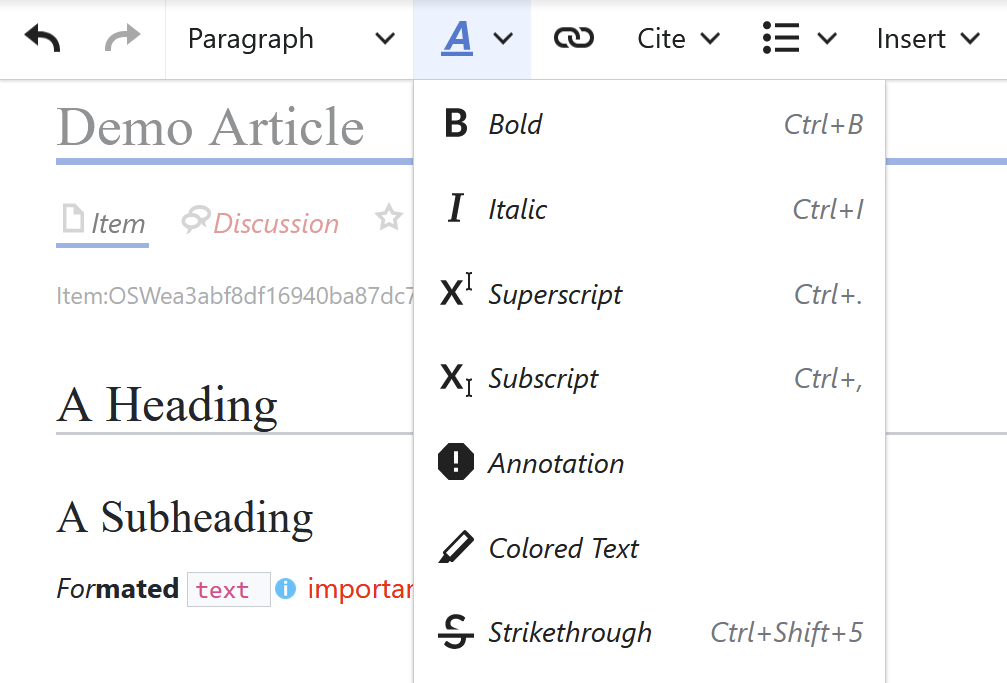 Paragraph A Cite Insert
Demo Article
B Bold Ctrl+B
Item Discussion
I Italic Ctrl+I
Item:OSWea3abf8df16940ba87dc7
X Superscript Ctrl+.
X Subscript Ctrl+,
A Heading
! Annotation
A Subheading
Colored Text
Formated text i importan
S Strikethrough Ctrl+Shift+5